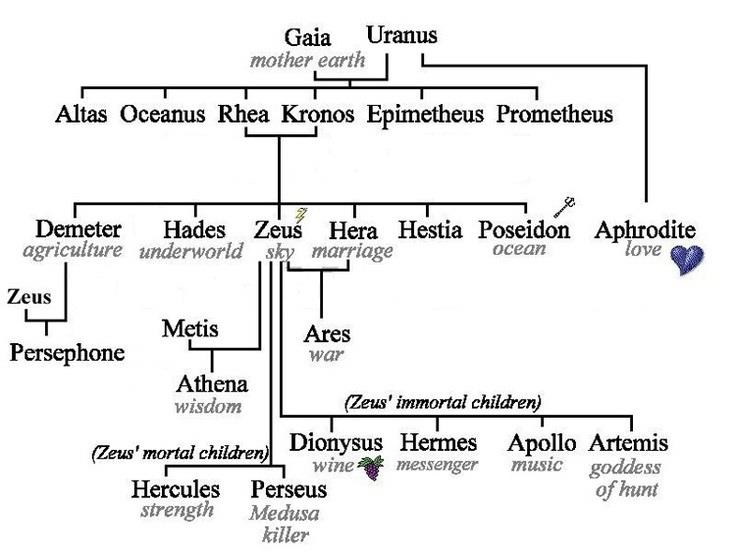 Gaia Uranus
mother earth
Altas Oceanus Rhea Kronos Epimetheus Prometheus
Demeter Hades Zeus Hera Hestia Poseidon Aphrodite
agriculture underworld sky marriage ocean love
Zeus
Metis Ares
Persephone war
Athena
wisdom
(Zeus' immortal children)
Dionysus Hermes Apollo Artemis
(Zeus' mortal children) wine messenger music goddess
of hunt
Hercules Perseus
strength Medusa
killer